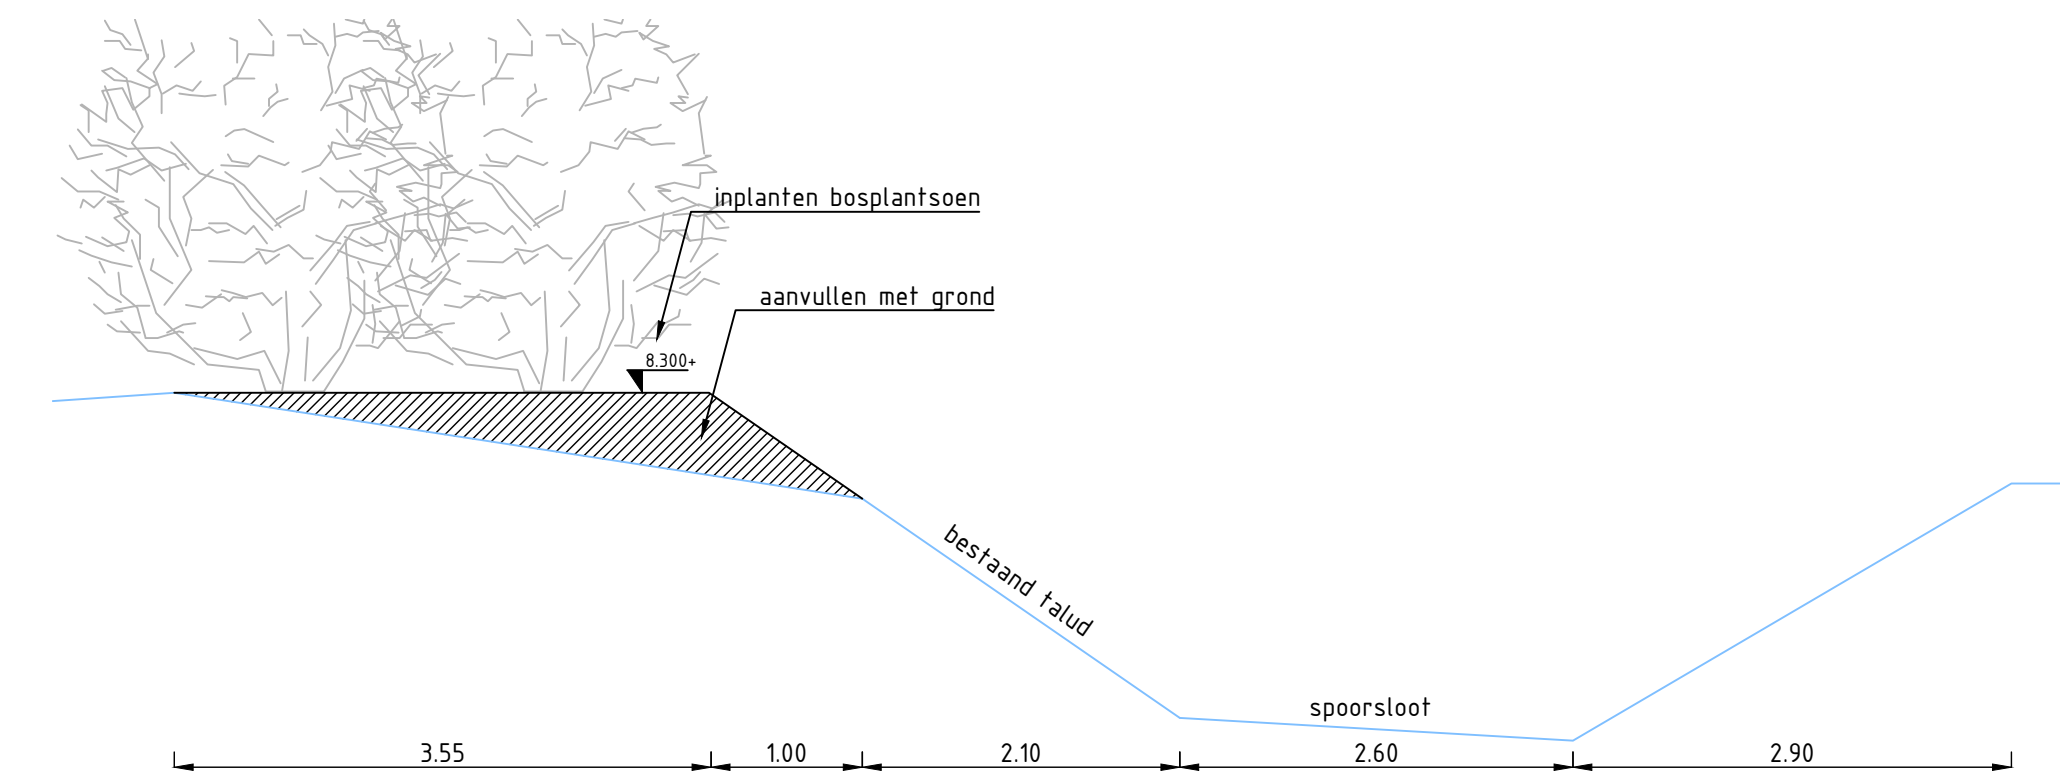 inplanten bosplantsoen
aanvullen met grond
8.300+
bestaand talud
spoorsloot
3.55 1.00 2.10 2.60 2.90